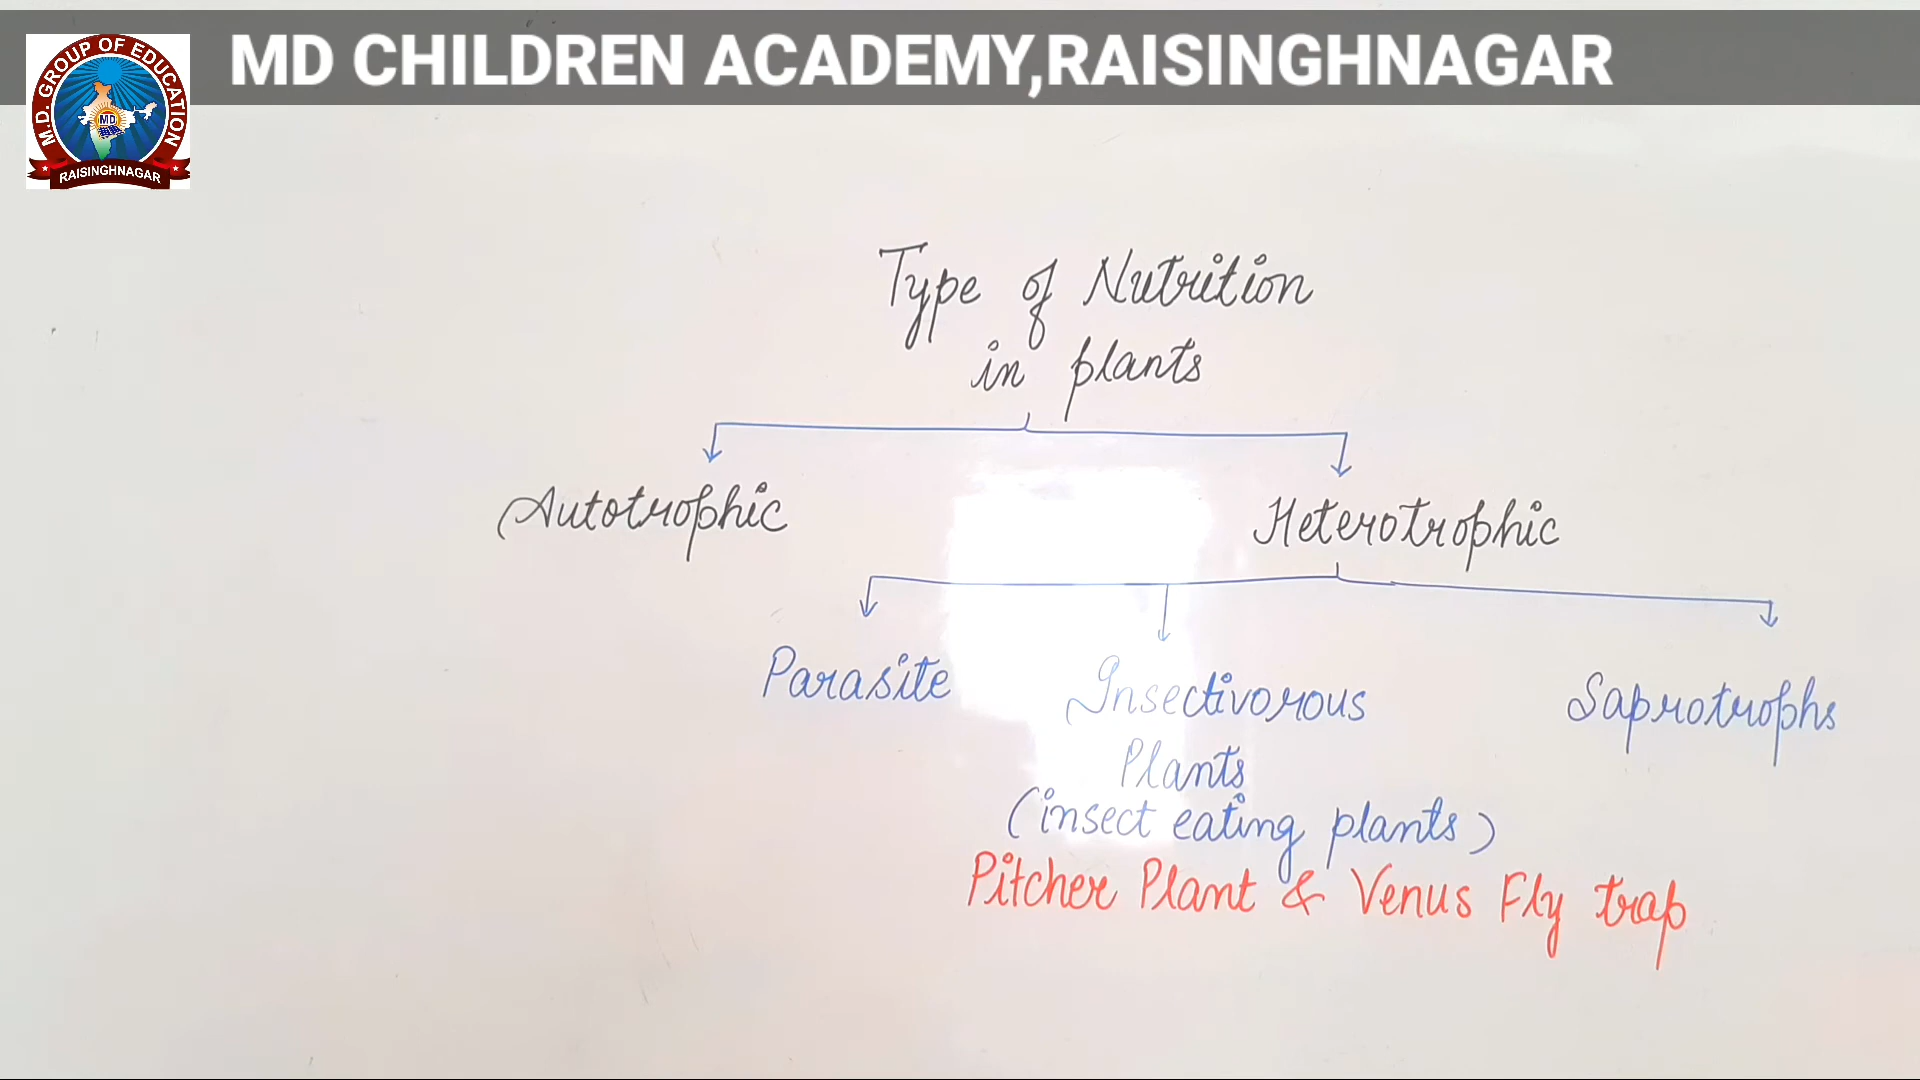 MD CHILDREN ACADEMY,RAISINGHNAGAR
M.D. GROUP OF EDUCATION
MD
RAISINGHNAGAR
Type of Nutrition
in plants
Autotrophic
Heterotrophic
Parasite
Insectivorous
Plants
(insect eating plants)
Pitcher Plant & Venus Fly trap
Saprotrophs